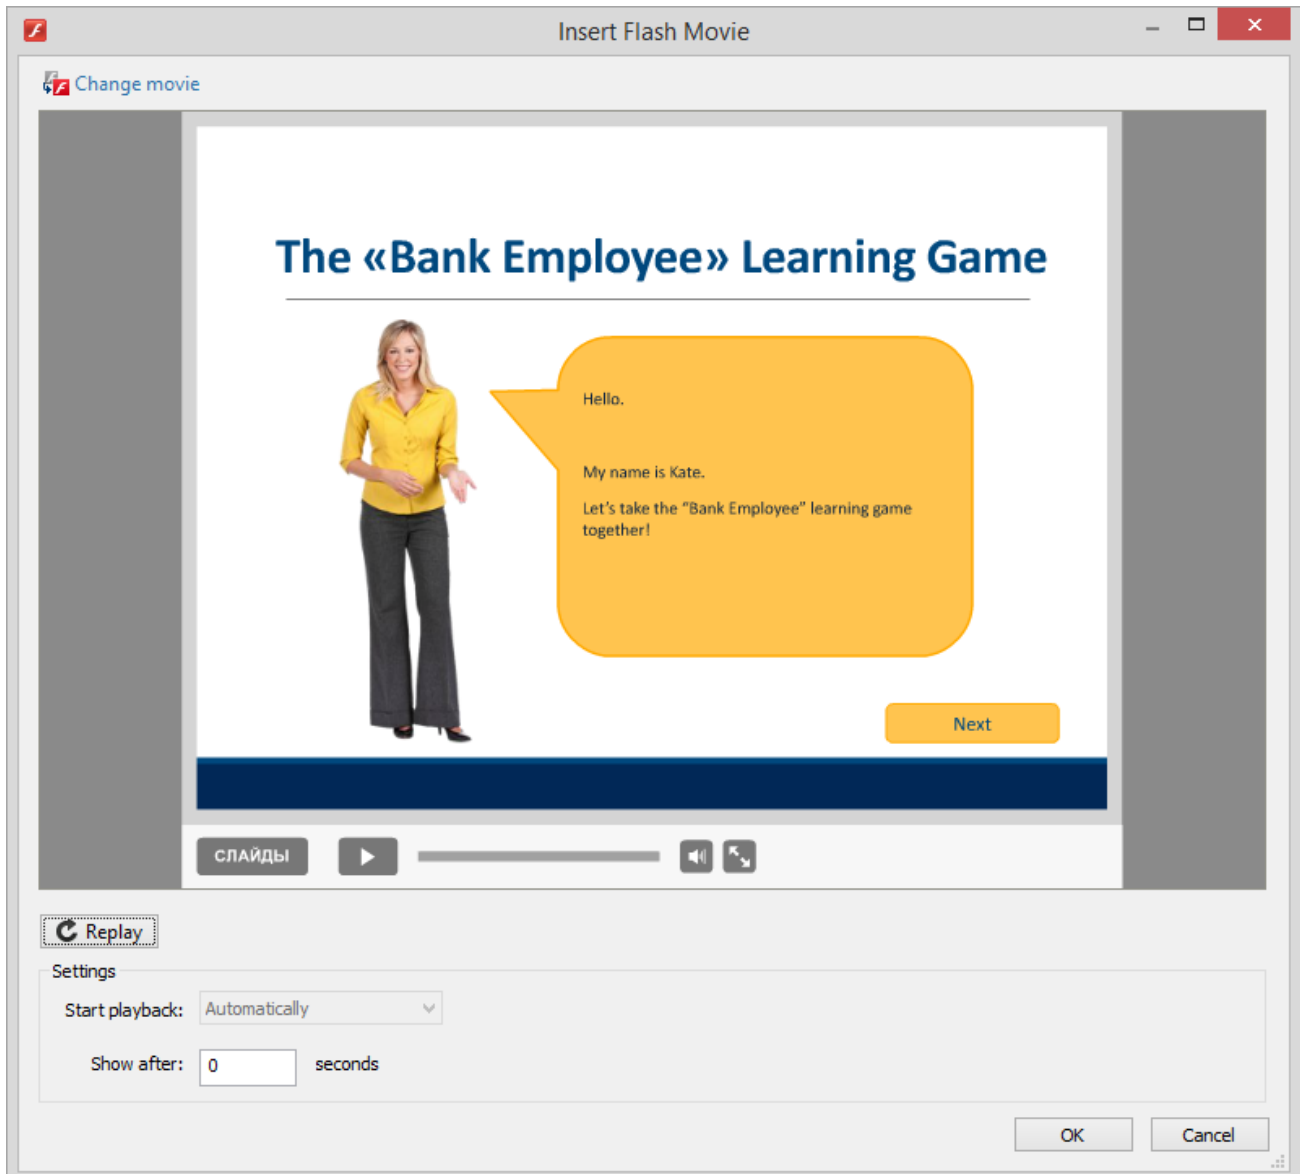 Insert Flash Movie
Change movie
The «Bank Employee» Learning Game
Hello.
My name is Kate.
Let’s take the “Bank Employee” learning game
together!
Next
СЛАЙДЫ
Replay
Settings
Start playback: Automatically
Show after: 0 seconds
OK Cancel